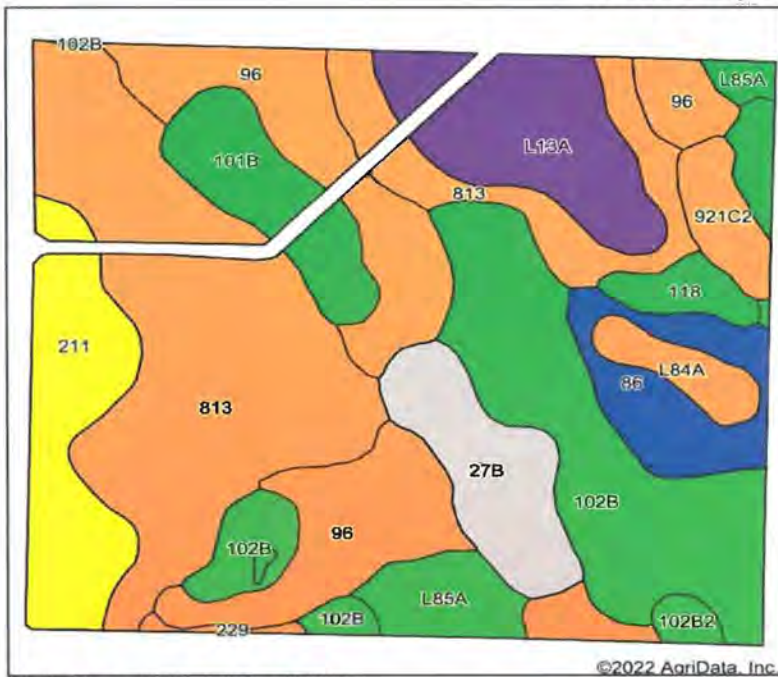 102B
96
L85A
96
101B
L13A
813
921C2
118
211
L84A
86
813
27B
102B
96
102B
L85A
102B
102B2
229
©2022 AgriData, Inc.